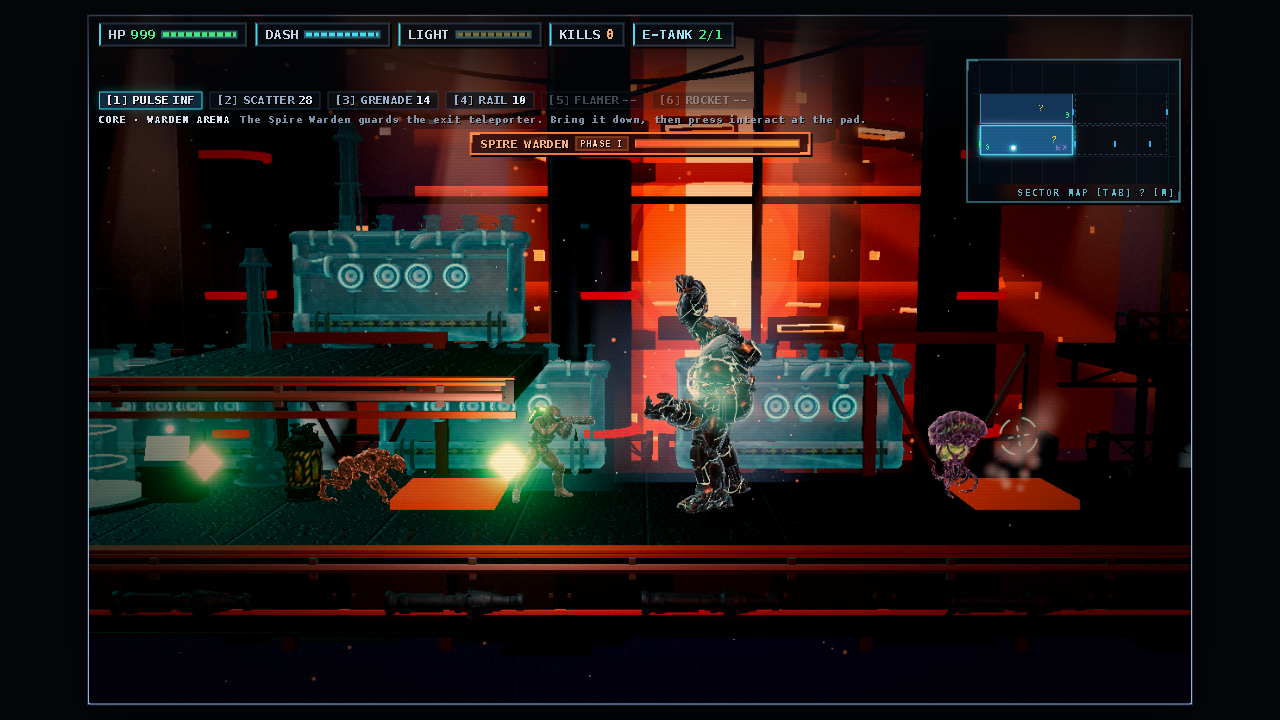 HP 999 DASH LIGHT KILLS 0 E-TANK 2/1
[1] PULSE INF [2] SCATTER 28 [3] GRENADE 14 [4] RAIL 10 [5] FLAMER -- [6] ROCKET --
CORE · WARDEN ARENA The Spire Warden guards the exit teleporter. Bring it down, then press interact at the pad.
SPIRE WARDEN PHASE I
?
S ?
SECTOR MAP [TAB] ? [M]